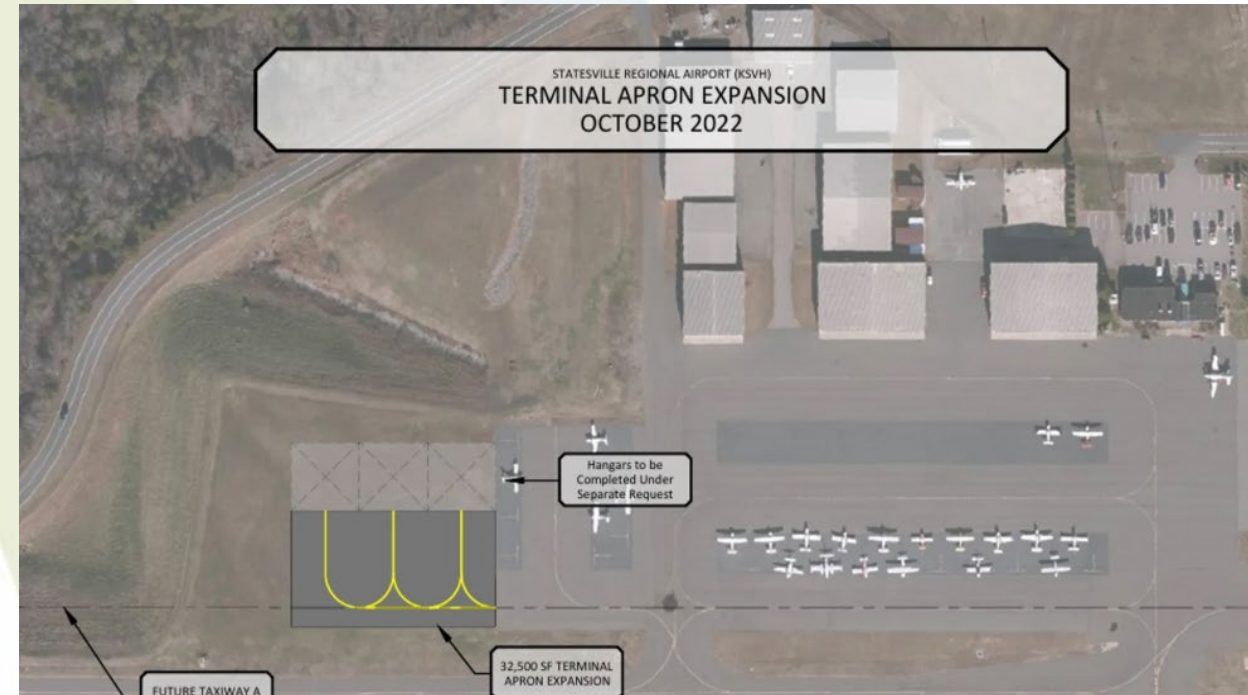 STATESVILLE REGIONAL AIRPORT (KSVH)
TERMINAL APRON EXPANSION
OCTOBER 2022
Hangars to be
Completed Under
Separate Request
32,500 SF TERMINAL
APRON EXPANSION
FUTURE TAXIWAY A